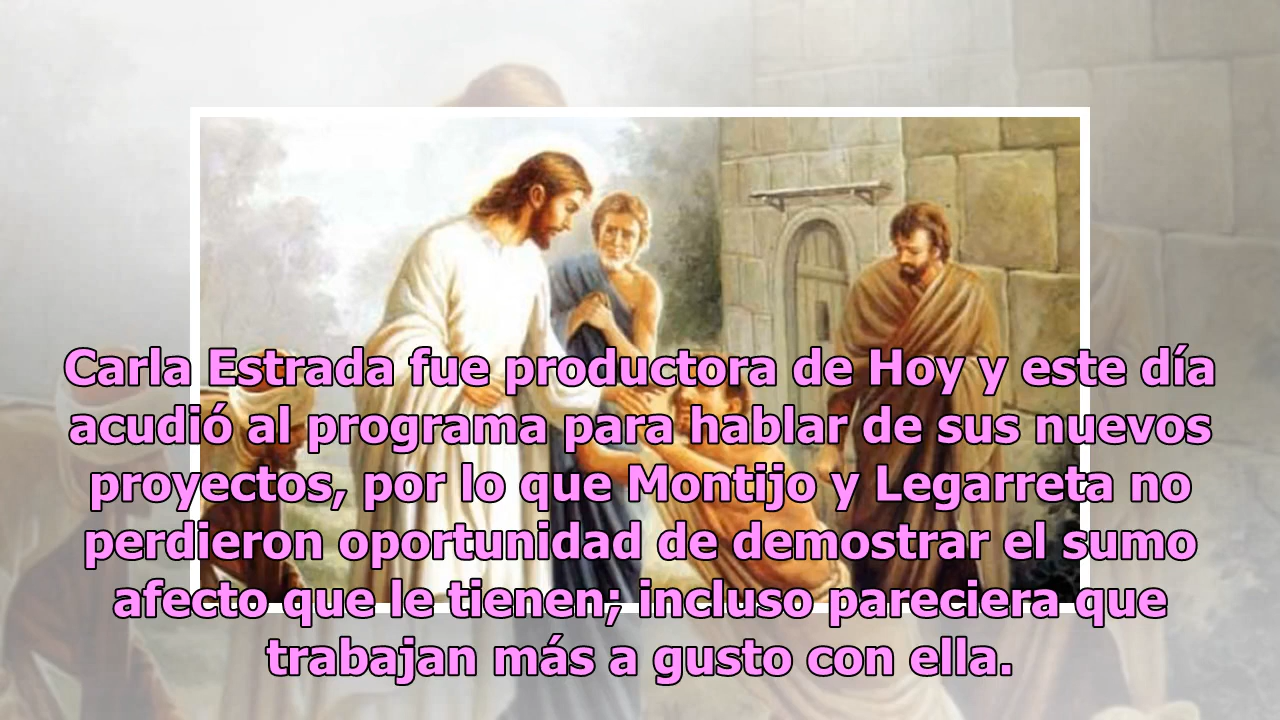 Carla Estrada fue productora de Hoy y este día
acudió al programa para hablar de sus nuevos
proyectos, por lo que Montijo y Legarreta no
perdieron oportunidad de demostrar el sumo
afecto que le tienen; incluso pareciera que
trabajan más a gusto con ella.